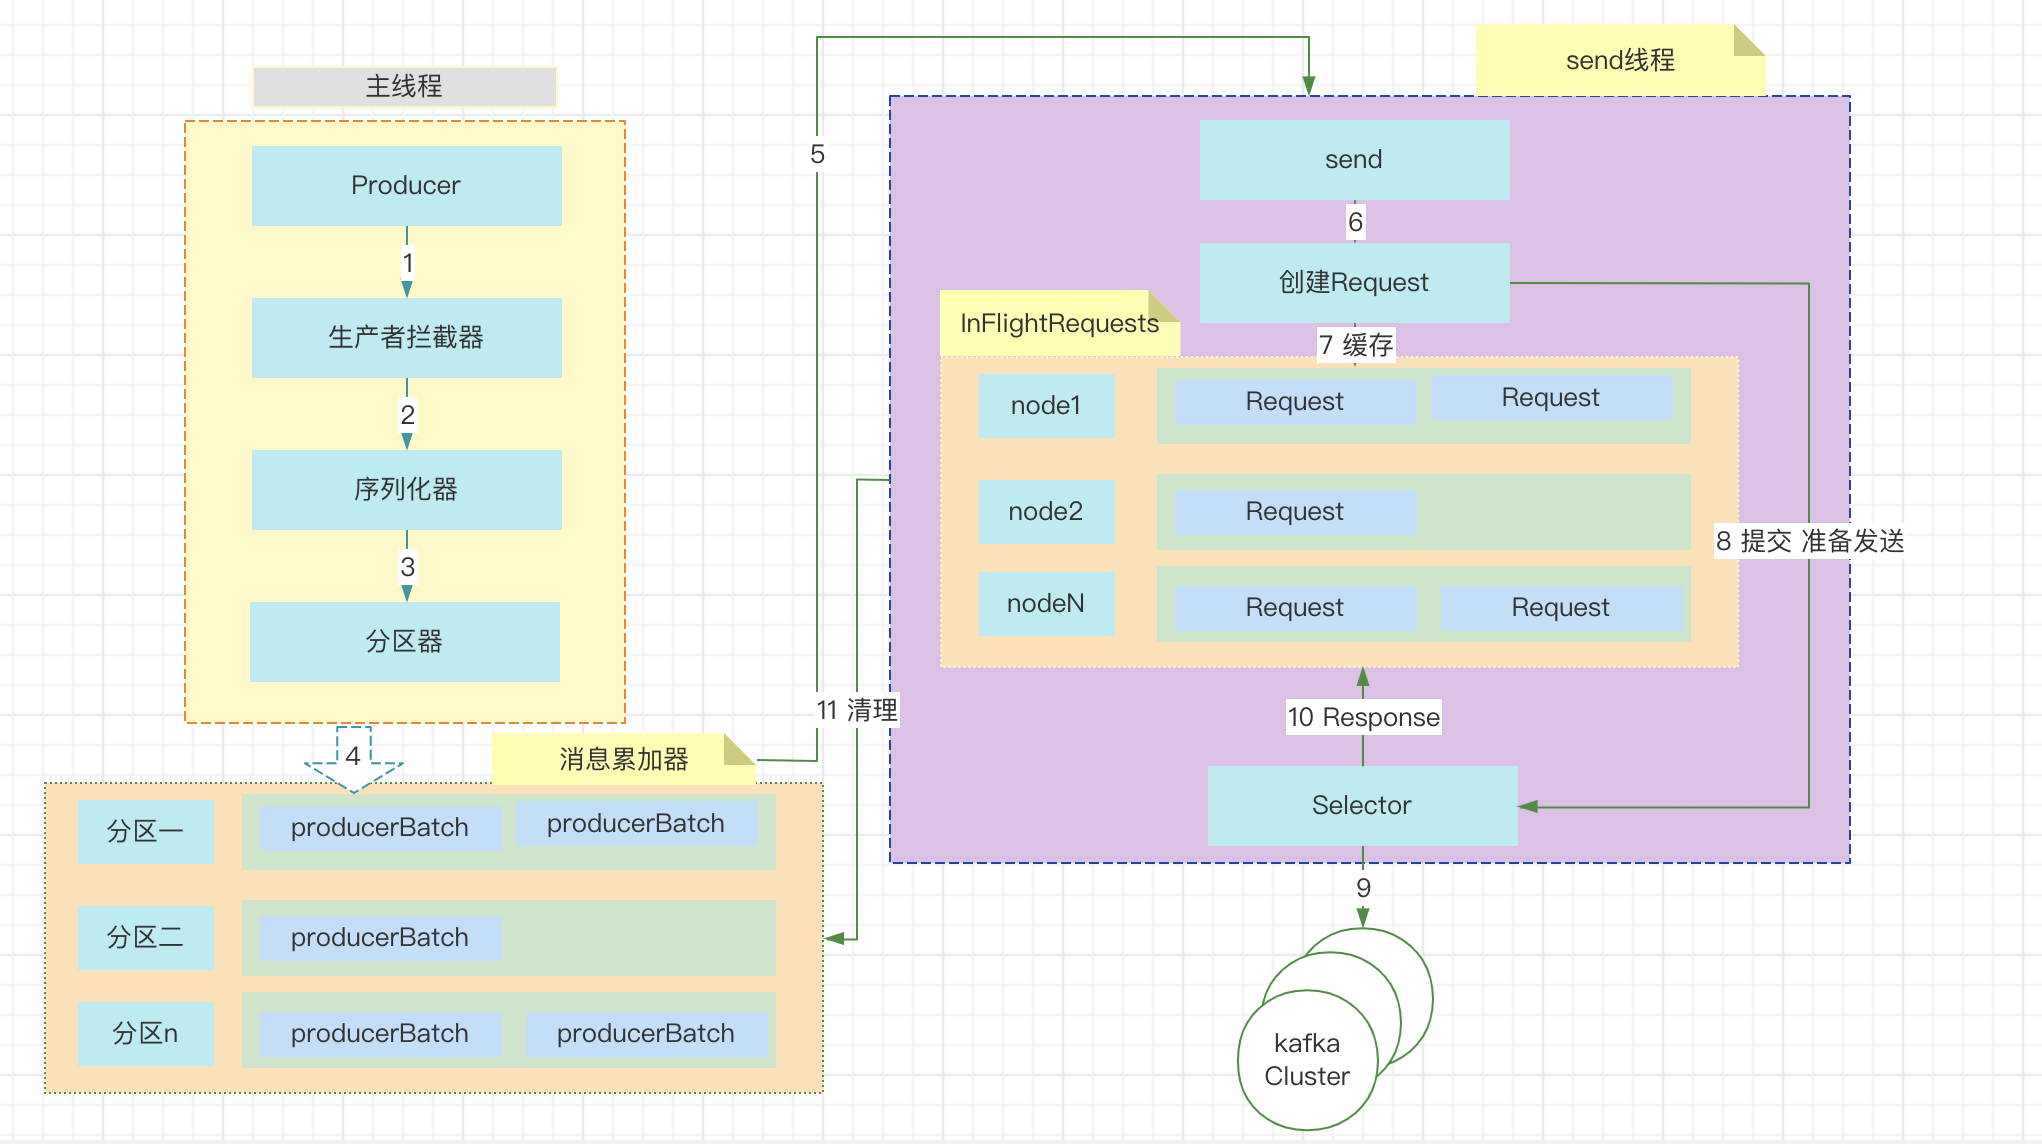 主线程
Producer
1
生产者拦截器
2
序列化器
3
分区器
4
消息累加器
分区一
producerBatch
producerBatch
分区二
producerBatch
分区n
producerBatch
producerBatch
5
11 清理
send线程
send
6
创建Request
InFlightRequests
7 缓存
node1
Request
Request
node2
Request
nodeN
Request
Request
8 提交 准备发送
10 Response
Selector
9
kafka
Cluster